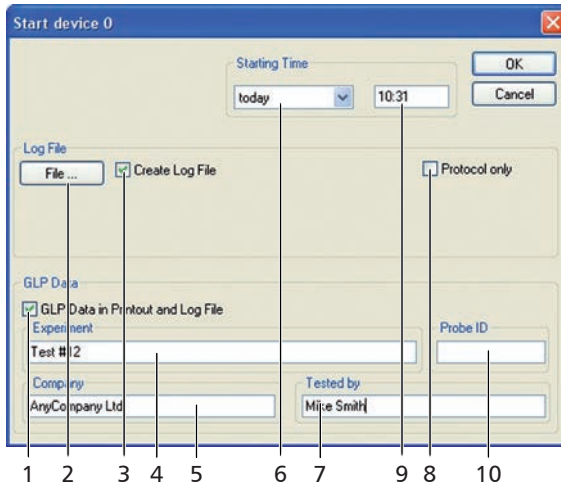 Start device 0
Starting Time
OK
today
10:31
Cancel
Log File
File ...
Create Log File
Protocol only
GLP Data
GLP Data in Printout and Log File
Experiment
Probe ID
Test #12
Company
Tested by
AnyCompany Ltd
Mike Smith
1 2 3 4 5 6 7 9 8 10